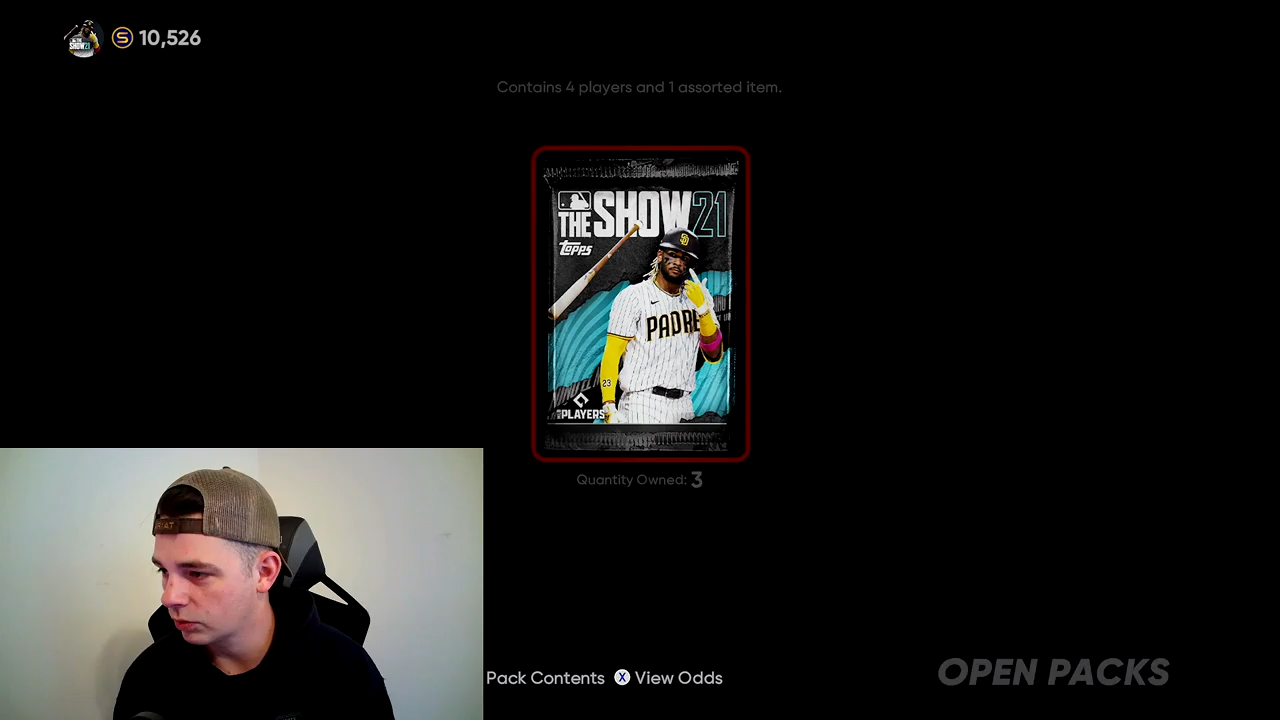 10,526
Contains 4 players and 1 assorted item.
THE SHOW 21
Topps
PADRE
23
PLAYERS
Quantity Owned: 3
Pack Contents X View Odds
OPEN PACKS